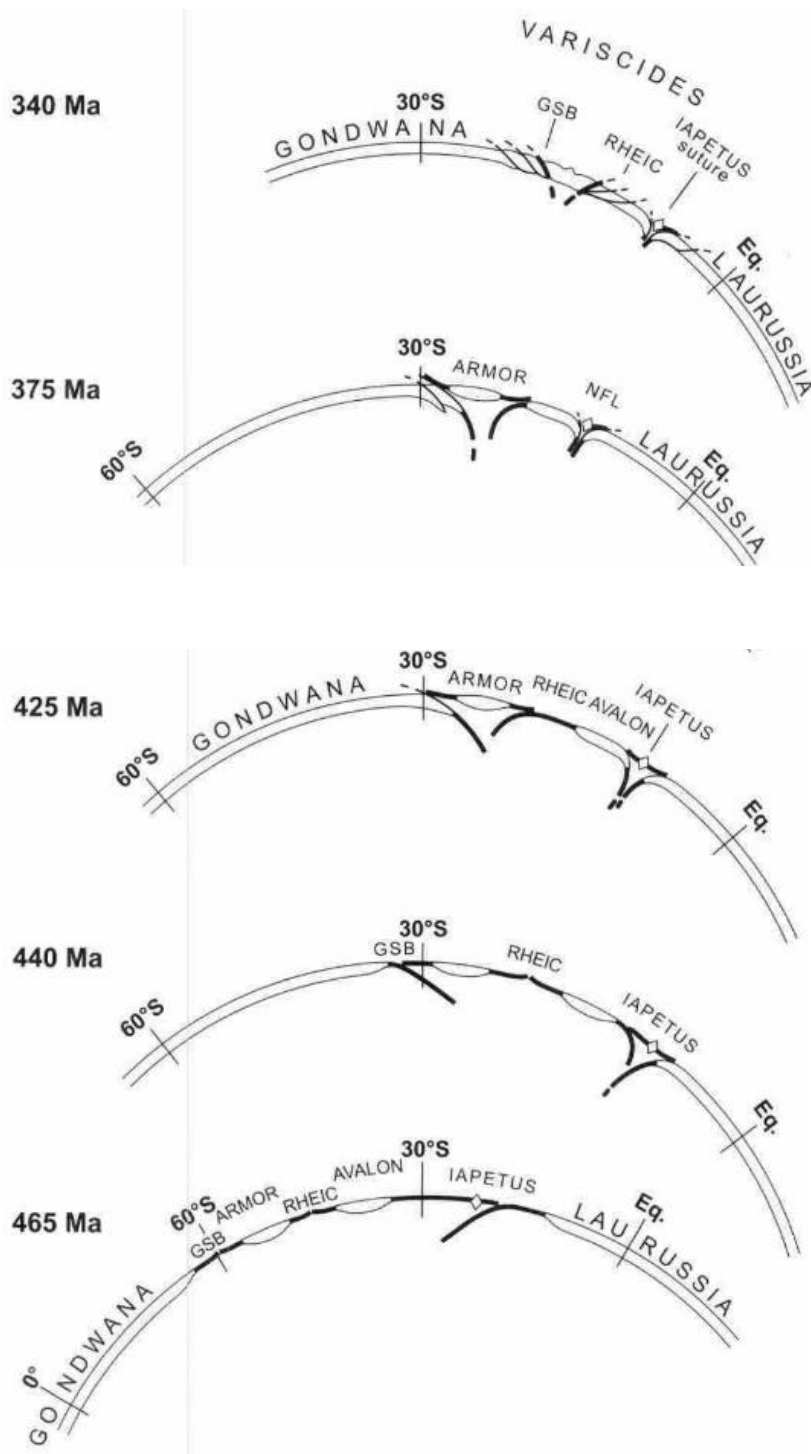 VARISCIDES
340 Ma
30°S
GSB
GONDWANA
RHEIC
IAPETUS
suture
Eq.
LAURUSSIA
375 Ma
30°S
ARMOR
NFL
60°S
Eq.
LAURUSSIA
425 Ma
30°S
GONDWANA
ARMOR
RHEIC
AVALON
IAPETUS
60°S
Eq.
440 Ma
30°S
GSB
RHEIC
60°S
IAPETUS
Eq.
465 Ma
30°S
AVALON
IAPETUS
60°S
ARMOR
RHEIC
GSB
Eq.
LAURUSSIA
GONDWANA
0°